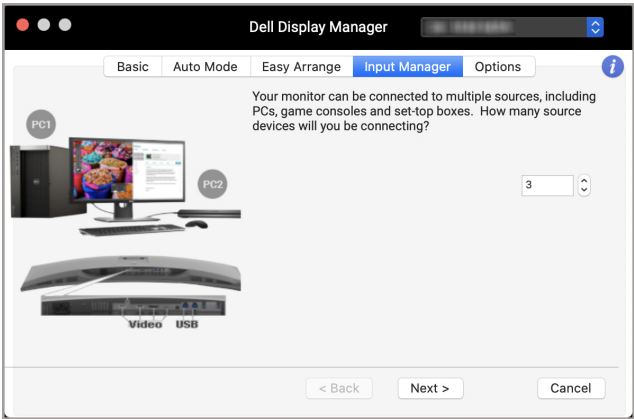 Dell Display Manager
Basic
Auto Mode
Easy Arrange
Input Manager
Options
i
Your monitor can be connected to multiple sources, including
PCs, game consoles and set-top boxes. How many source
devices will you be connecting?
PC1
PC2
3
Video
USB
< Back
Next >
Cancel